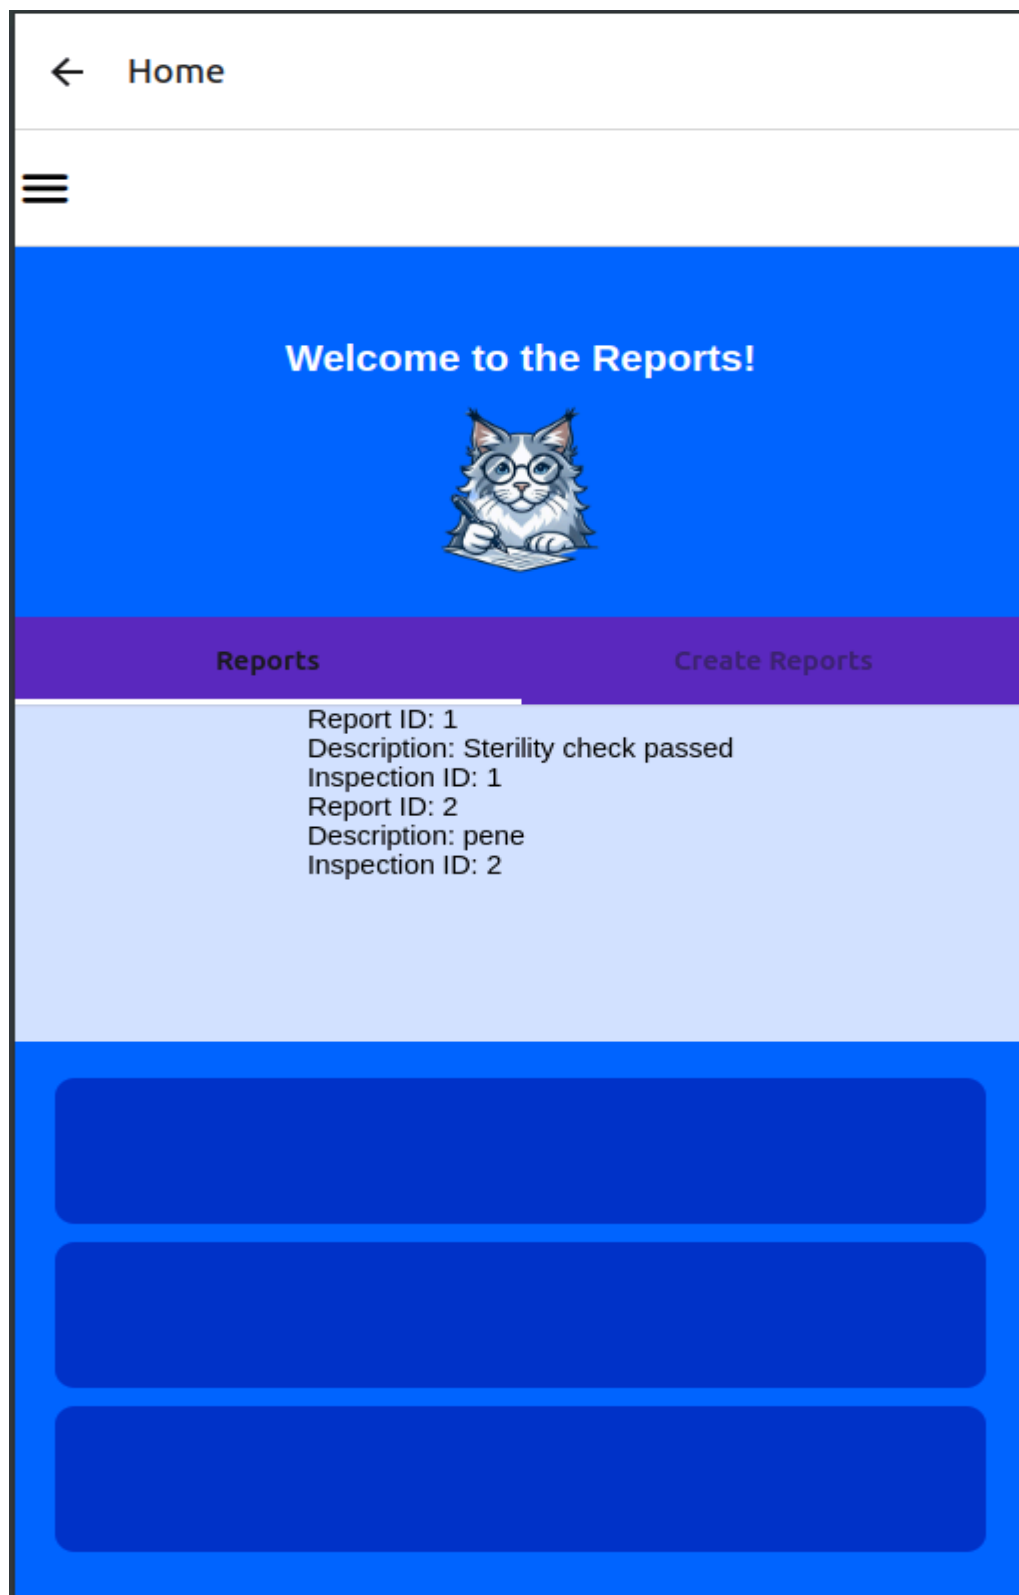 Home
Welcome to the Reports!
Reports
Create Reports
Report ID: 1
Description: Sterility check passed
Inspection ID: 1
Report ID: 2
Description: pene
Inspection ID: 2